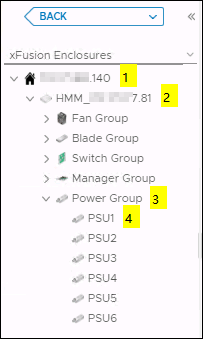 BACK
xFusion Enclosures
.140 1
HMM_ 7.81 2
Fan Group
Blade Group
Switch Group
Manager Group
Power Group 3
PSU1 4
PSU2
PSU3
PSU4
PSU5
PSU6